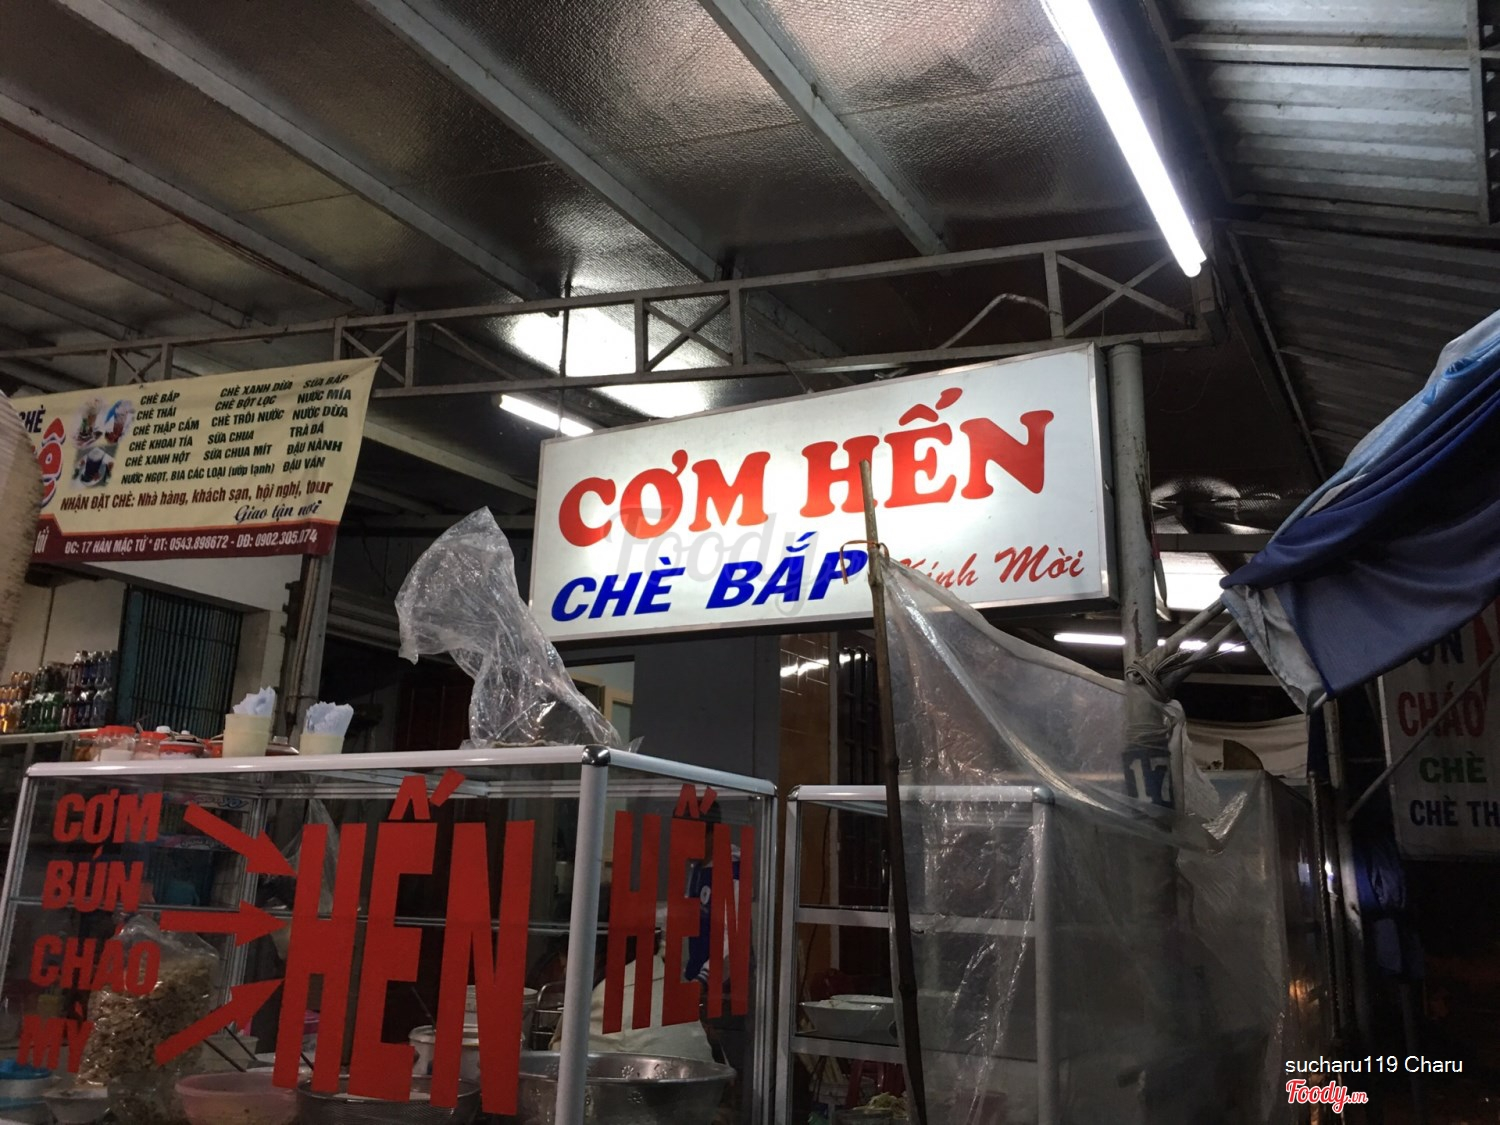 CHÈ
CHÈ BẮP CHÈ XANH DỪA SỮA BẮP
CHÈ THÁI CHÈ BỘT LỌC NƯỚC MÍA
CHÈ THẬP CẨM CHÈ TRÔI NƯỚC NƯỚC DỪA
CHÈ KHOAI TÍA SỮA CHUA TRÀ ĐÁ
CHÈ XANH HỘT SỮA CHUA MÍT ĐẬU NÀNH
NƯỚC NGỌT, BIA CÁC LOẠI (ướp lạnh) ĐẬU VÁN
NHẬN ĐẶT CHÈ: Nhà hàng, khách sạn, hội nghị, tour
Giao tận nơi
ĐC: 17 HÀN MẶC TỬ * ĐT: 0543.898672 - DĐ: 0902.305.874
CƠM HẾN
CHÈ BẮP Kính Mời
Foody
CƠM
BÚN
CHÁO
MỲ
HẾN
HẾN
17
CHÁO
CHÈ
CHÈ TH
sucharu119 Charu
Foody.vn